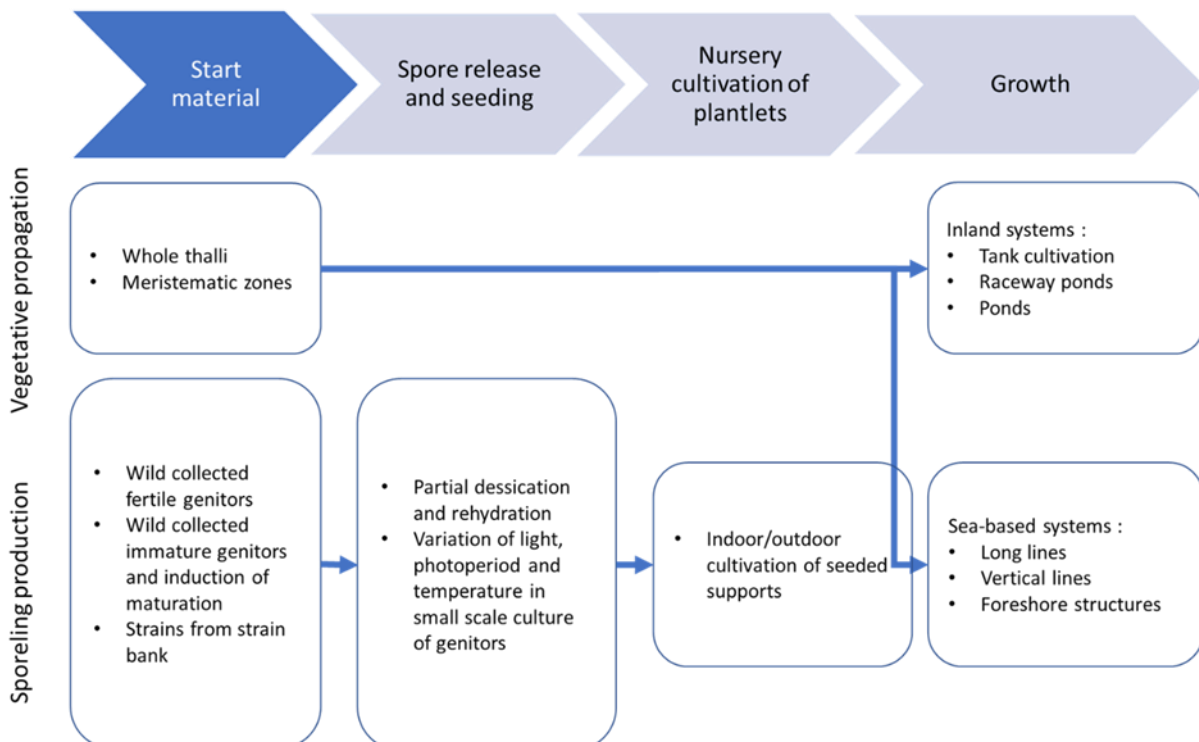 Start
material
Spore release
and seeding
Nursery
cultivation of
plantlets
Growth
Vegetative propagation
• Whole thalli
• Meristematic zones
Inland systems :
• Tank cultivation
• Raceway ponds
• Ponds
Sporeling production
• Wild collected
fertile genitors
• Wild collected
immature genitors
and induction of
maturation
• Strains from strain
bank
• Partial dessication
and rehydration
• Variation of light,
photoperiod and
temperature in
small scale culture
of genitors
• Indoor/outdoor
cultivation of seeded
supports
Sea-based systems :
• Long lines
• Vertical lines
• Foreshore structures